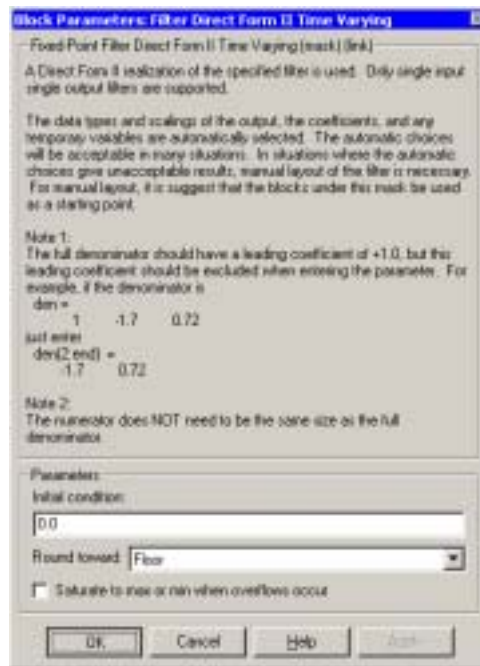 Block Parameters: Filter Direct Form II Time Varying
Fixed-Point Filter Direct Form II Time Varying (mask) (link)
A Direct Form II realization of the specified filter is used. Only single input
single output filters are supported.
The data types and scalings of the output, the coefficients, and any
temporary variables are automatically selected. The automatic choices
will be acceptable in many situations. In situations where the automatic
choices give unacceptable results, manual layout of the filter is necessary.
For manual layout, it is suggest that the blocks under this mask be used
as a starting point.
Note 1:
The full denominator should have a leading coefficient of +1.0, but this
leading coefficient should be excluded when entering the parameter. For
example, if the denominator is
den =
1 -1.7 0.72
just enter
den(2:end) =
-1.7 0.72
Note 2:
The numerator does NOT need to be the same size as the full
denominator.
Parameters
Initial condition:
0.0
Round toward: Floor
Saturate to max or min when overflows occur
OK Cancel Help Apply